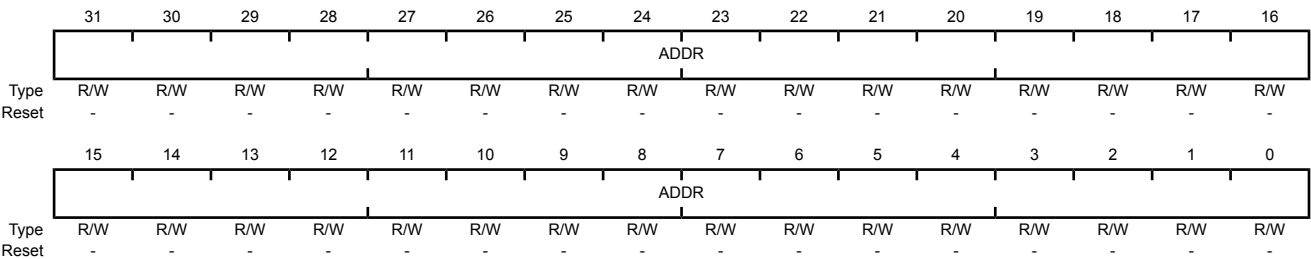 31 30 29 28 27 26 25 24 23 22 21 20 19 18 17 16
ADDR
Type R/W R/W R/W R/W R/W R/W R/W R/W R/W R/W R/W R/W R/W R/W R/W R/W
Reset - - - - - - - - - - - - - - - -
15 14 13 12 11 10 9 8 7 6 5 4 3 2 1 0
ADDR
Type R/W R/W R/W R/W R/W R/W R/W R/W R/W R/W R/W R/W R/W R/W R/W R/W
Reset - - - - - - - - - - - - - - - -